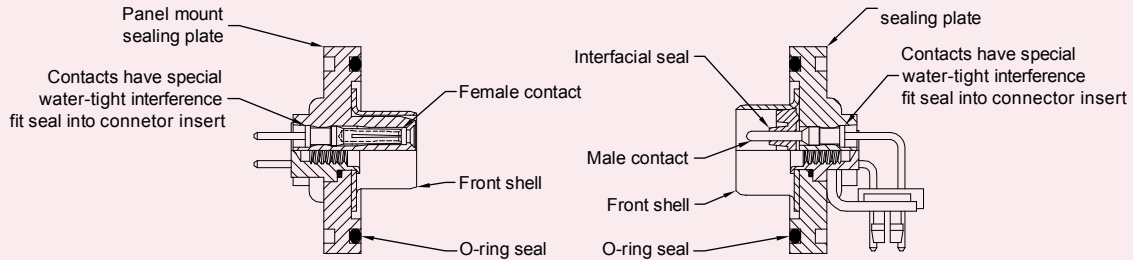 Panel mount
sealing plate
Contacts have special
water-tight interference
fit seal into connetor insert
Female contact
Front shell
O-ring seal
sealing plate
Interfacial seal
Contacts have special
water-tight interference
fit seal into connector insert
Male contact
Front shell
O-ring seal